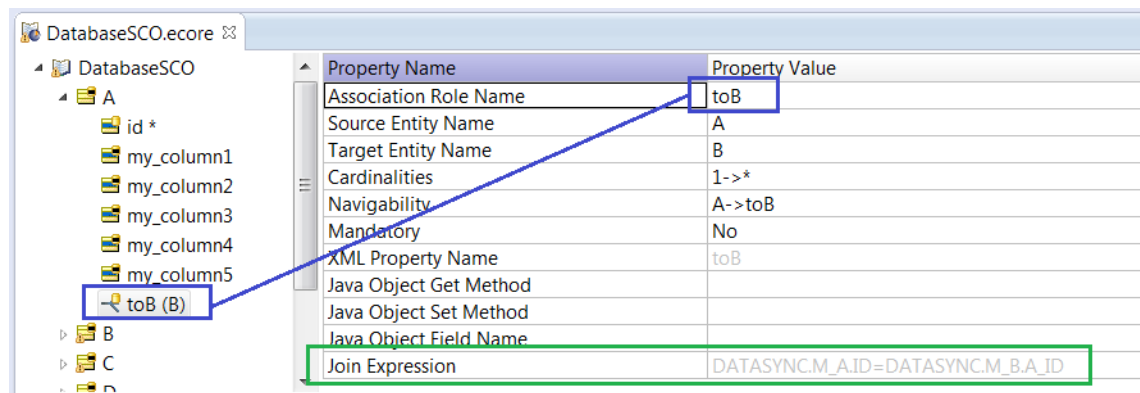 DatabaseSCO.ecore
DatabaseSCO
A
id *
my_column1
my_column2
my_column3
my_column4
my_column5
toB (B)
B
C
D
Property Name Property Value
Association Role Name toB
Source Entity Name A
Target Entity Name B
Cardinalities 1->*
Navigability A->toB
Mandatory No
XML Property Name toB
Java Object Get Method
Java Object Set Method
Java Object Field Name
Join Expression DATASYNC.M_A.ID=DATASYNC.M_B.A_ID